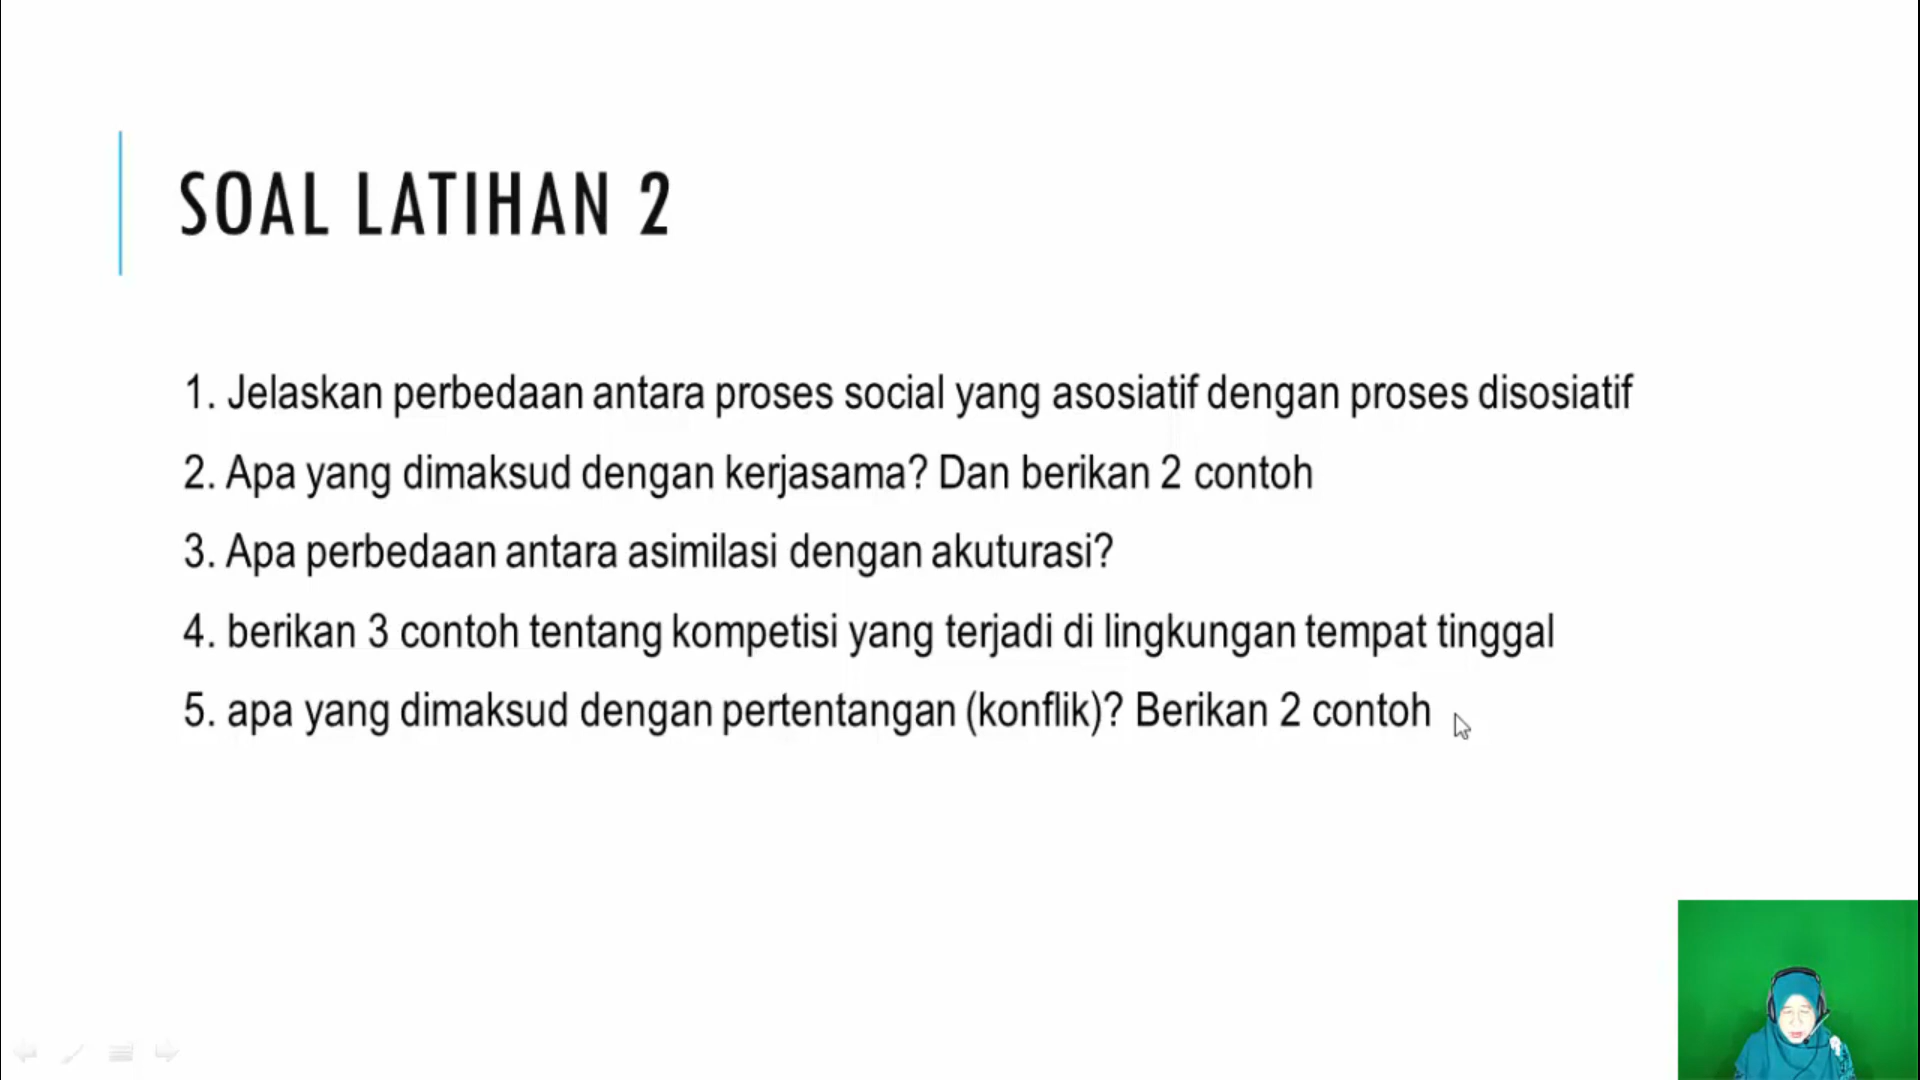 SOAL LATIHAN 2
1. Jelaskan perbedaan antara proses social yang asosiatif dengan proses disosiatif
2. Apa yang dimaksud dengan kerjasama? Dan berikan 2 contoh
3. Apa perbedaan antara asimilasi dengan akuturasi?
4. berikan 3 contoh tentang kompetisi yang terjadi di lingkungan tempat tinggal
5. apa yang dimaksud dengan pertentangan (konflik)? Berikan 2 contoh